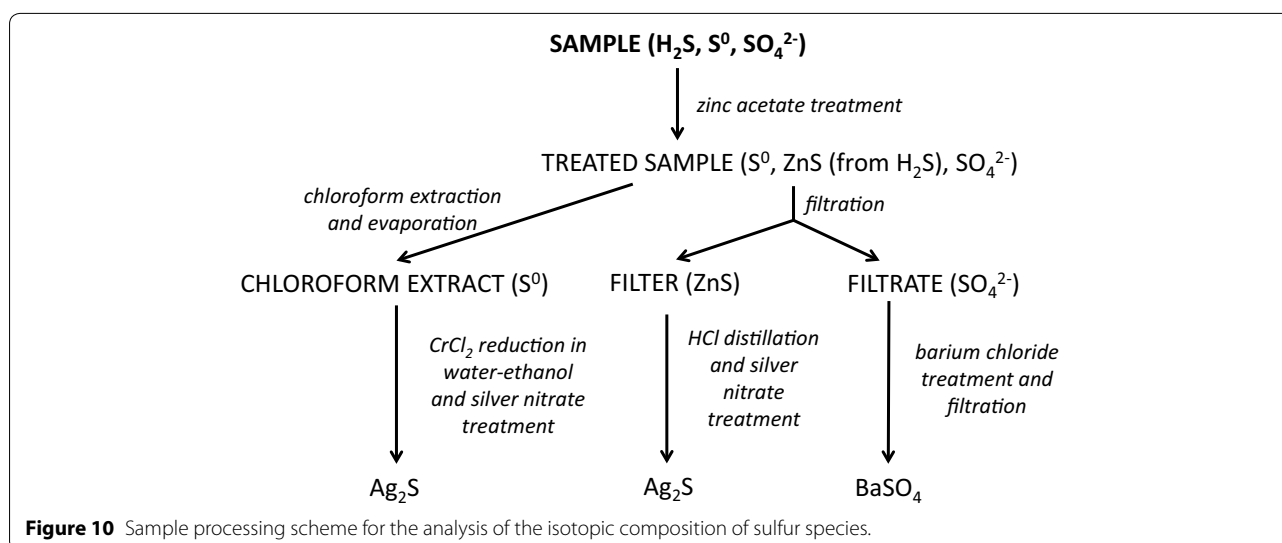 SAMPLE (H₂S, S⁰, SO₄²⁻)
zinc acetate treatment
TREATED SAMPLE (S⁰, ZnS (from H₂S), SO₄²⁻)
chloroform extraction
and evaporation
filtration
CHLOROFORM EXTRACT (S⁰)
FILTER (ZnS)
FILTRATE (SO₄²⁻)
CrCl₂ reduction in
water-ethanol
and silver nitrate
treatment
HCl distillation
and silver
nitrate
treatment
barium chloride
treatment and
filtration
Ag₂S
Ag₂S
BaSO₄
Figure 10 Sample processing scheme for the analysis of the isotopic composition of sulfur species.